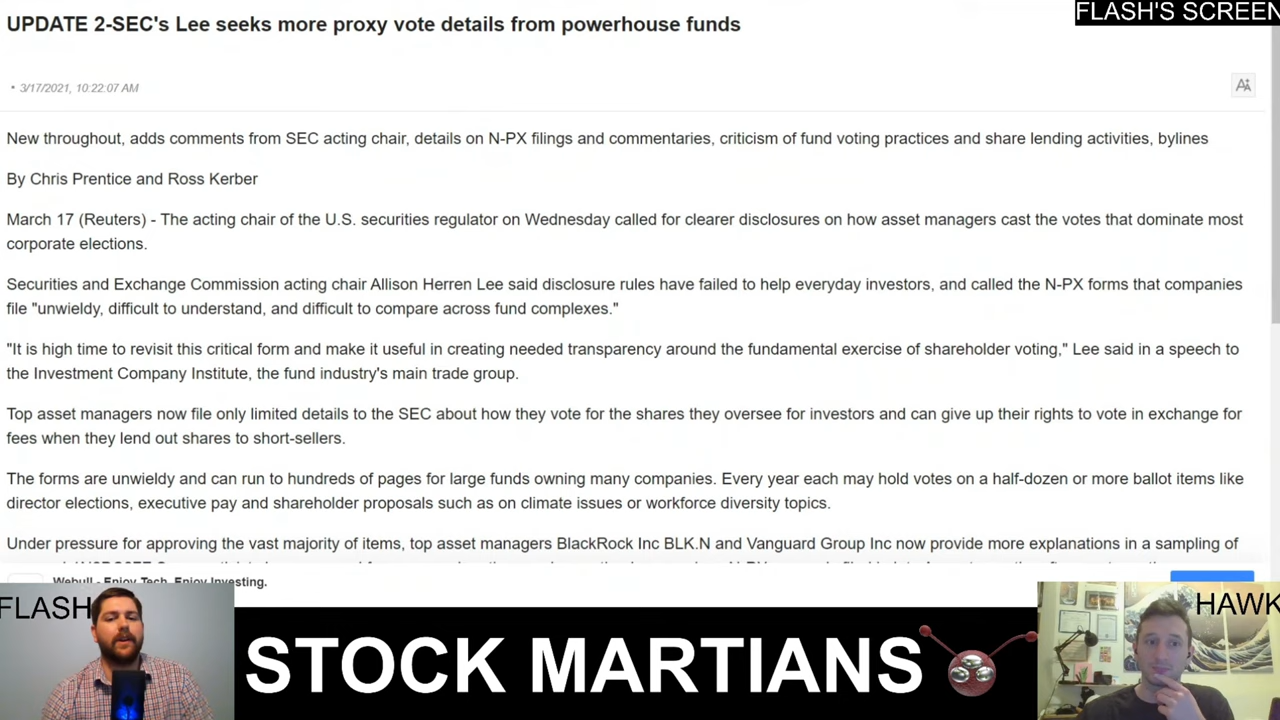 FLASH'S SCREEN
UPDATE 2-SEC's Lee seeks more proxy vote details from powerhouse funds
• 3/17/2021, 10:22:07 AM
New throughout, adds comments from SEC acting chair, details on N-PX filings and commentaries, criticism of fund voting practices and share lending activities, bylines
By Chris Prentice and Ross Kerber
March 17 (Reuters) - The acting chair of the U.S. securities regulator on Wednesday called for clearer disclosures on how asset managers cast the votes that dominate most
corporate elections.
Securities and Exchange Commission acting chair Allison Herren Lee said disclosure rules have failed to help everyday investors, and called the N-PX forms that companies
file "unwieldy, difficult to understand, and difficult to compare across fund complexes."
"It is high time to revisit this critical form and make it useful in creating needed transparency around the fundamental exercise of shareholder voting," Lee said in a speech to
the Investment Company Institute, the fund industry's main trade group.
Top asset managers now file only limited details to the SEC about how they vote for the shares they oversee for investors and can give up their rights to vote in exchange for
fees when they lend out shares to short-sellers.
The forms are unwieldy and can run to hundreds of pages for large funds owning many companies. Every year each may hold votes on a half-dozen or more ballot items like
director elections, executive pay and shareholder proposals such as on climate issues or workforce diversity topics.
Under pressure for approving the vast majority of items, top asset managers BlackRock Inc BLK.N and Vanguard Group Inc now provide more explanations in a sampling of
Webull - Enjoy Tech. Enjoy Investing.
FLASH
STOCK MARTIANS
HAWK